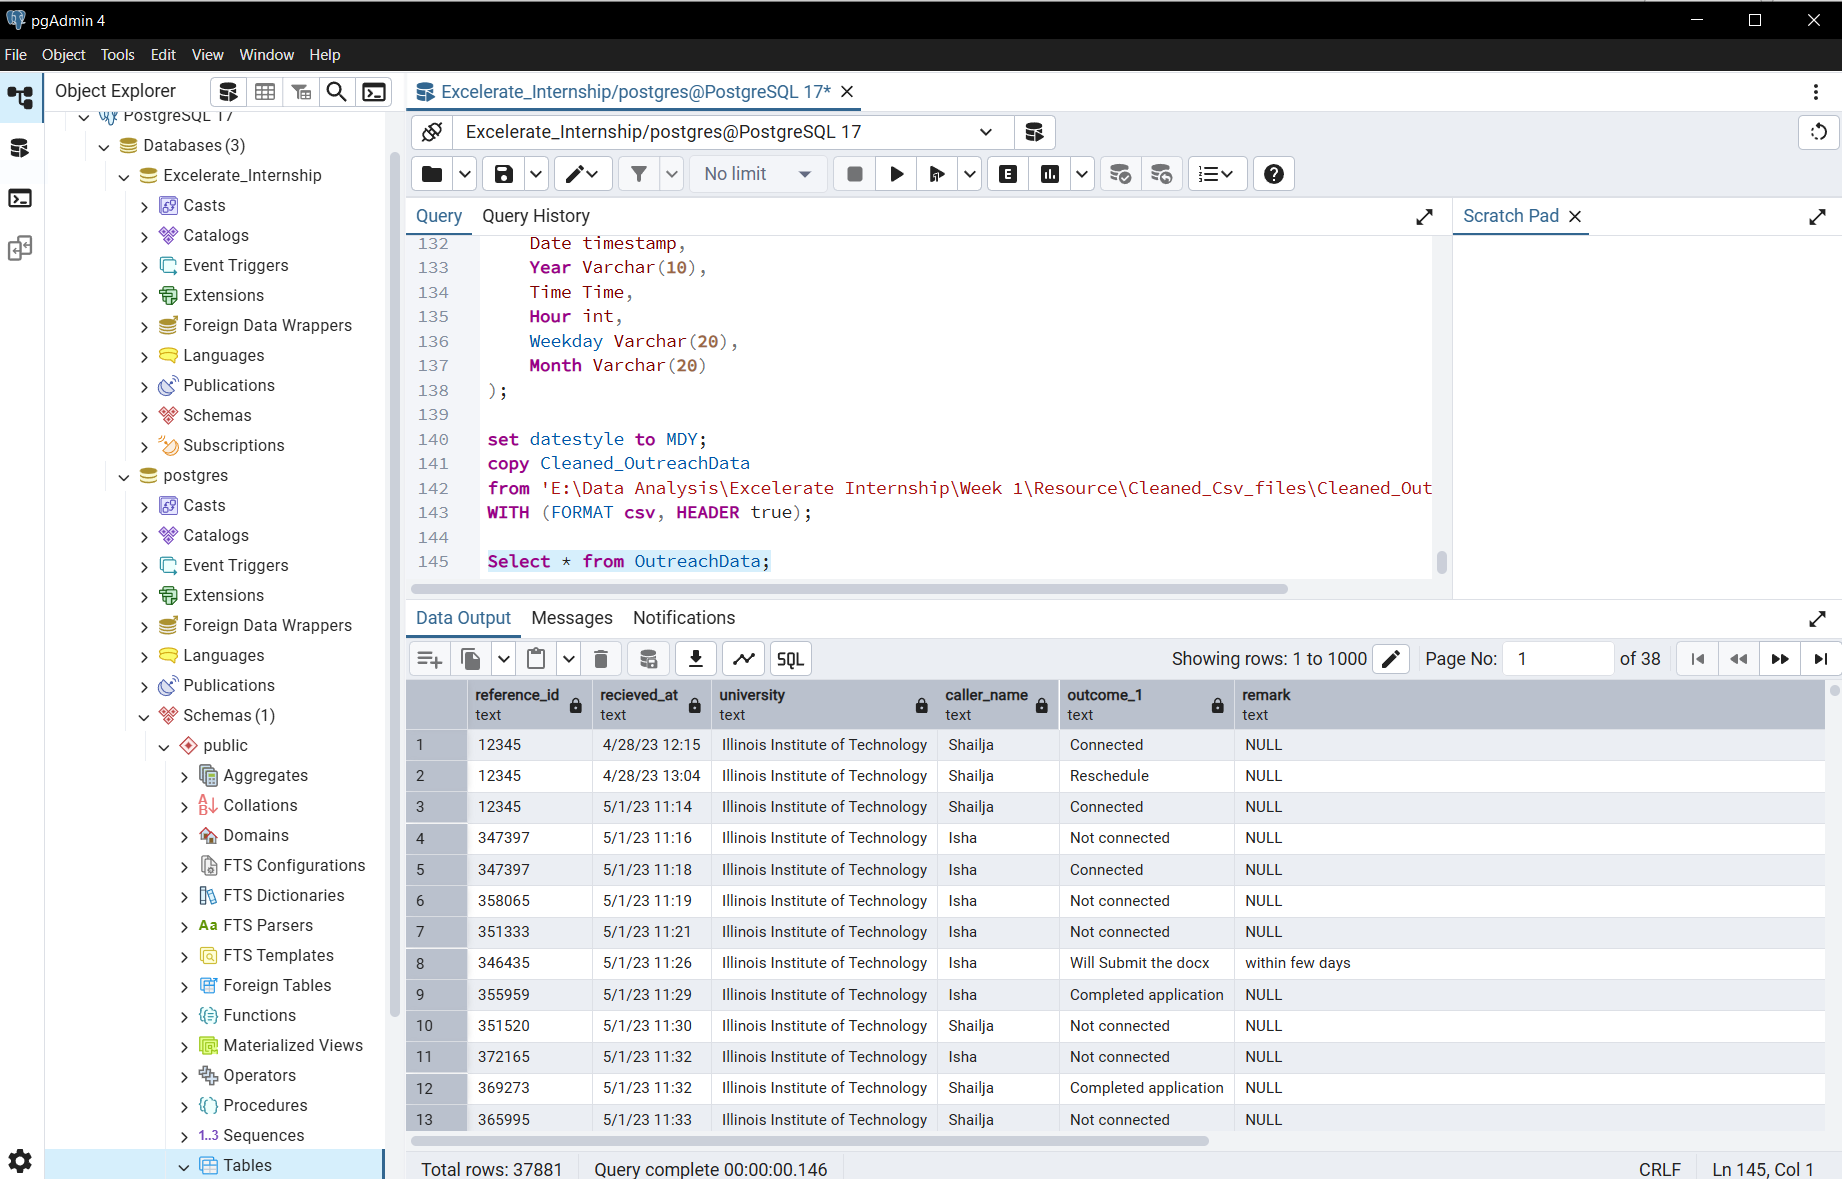 pgAdmin 4
File Object Tools Edit View Window Help
Object Explorer
PostgreSQL 17
Databases (3)
Excelerate_Internship
Casts
Catalogs
Event Triggers
Extensions
Foreign Data Wrappers
Languages
Publications
Schemas
Subscriptions
postgres
Casts
Catalogs
Event Triggers
Extensions
Foreign Data Wrappers
Languages
Publications
Schemas (1)
public
Aggregates
Collations
Domains
FTS Configurations
FTS Dictionaries
Aa FTS Parsers
FTS Templates
Foreign Tables
Functions
Materialized Views
Operators
Procedures
1..3 Sequences
Tables
Excelerate_Internship/postgres@PostgreSQL 17*
Excelerate_Internship/postgres@PostgreSQL 17
No limit
E
Query Query History
Scratch Pad
132 Date timestamp,
133 Year Varchar(10),
134 Time Time,
135 Hour int,
136 Weekday Varchar(20),
137 Month Varchar(20)
138 );
139
140 set datestyle to MDY;
141 copy Cleaned_OutreachData
142 from 'E:\Data Analysis\Excelerate Internship\Week 1\Resource\Cleaned_Csv_files\Cleaned_Out
143 WITH (FORMAT csv, HEADER true);
144
145 Select * from OutreachData;
Data Output Messages Notifications
SQL Showing rows: 1 to 1000 Page No: 1 of 38
reference_id recieved_at university caller_name outcome_1 remark
text text text text text text
1 12345 4/28/23 12:15 Illinois Institute of Technology Shailja Connected NULL
2 12345 4/28/23 13:04 Illinois Institute of Technology Shailja Reschedule NULL
3 12345 5/1/23 11:14 Illinois Institute of Technology Shailja Connected NULL
4 347397 5/1/23 11:16 Illinois Institute of Technology Isha Not connected NULL
5 347397 5/1/23 11:18 Illinois Institute of Technology Isha Connected NULL
6 358065 5/1/23 11:19 Illinois Institute of Technology Isha Not connected NULL
7 351333 5/1/23 11:21 Illinois Institute of Technology Isha Not connected NULL
8 346435 5/1/23 11:26 Illinois Institute of Technology Isha Will Submit the docx within few days
9 355959 5/1/23 11:29 Illinois Institute of Technology Isha Completed application NULL
10 351520 5/1/23 11:30 Illinois Institute of Technology Shailja Not connected NULL
11 372165 5/1/23 11:32 Illinois Institute of Technology Isha Not connected NULL
12 369273 5/1/23 11:32 Illinois Institute of Technology Shailja Completed application NULL
13 365995 5/1/23 11:33 Illinois Institute of Technology Shailja Not connected NULL
Total rows: 37881 Query complete 00:00:00.146 CRLF Ln 145, Col 1